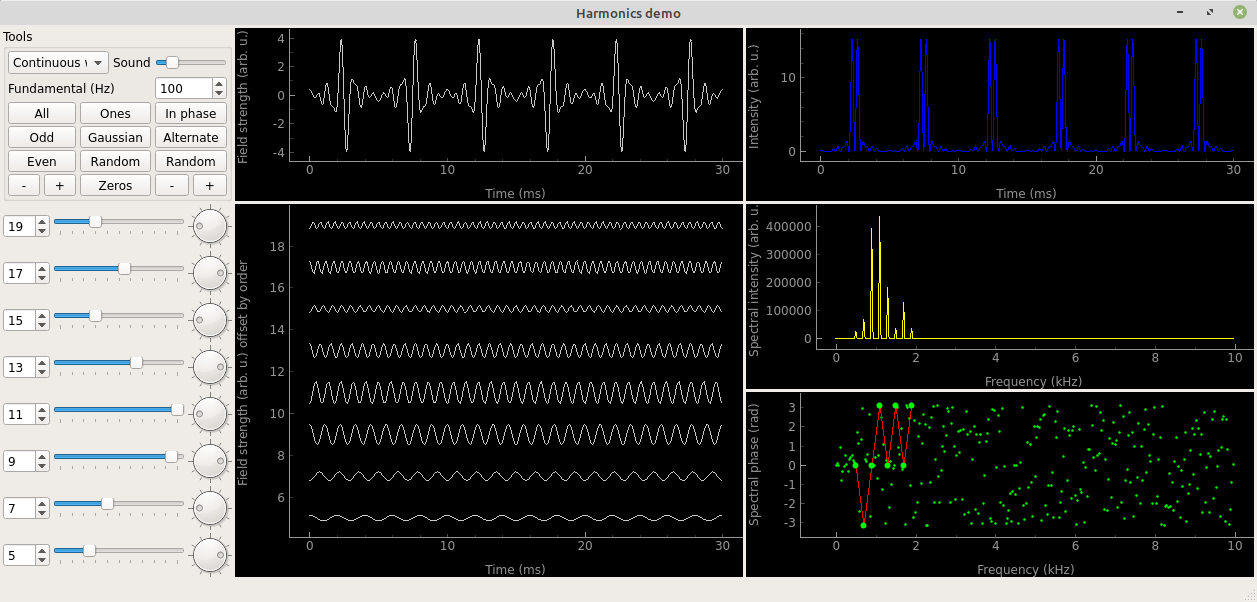 Harmonics demo
Tools
Continuous
Sound
Fundamental (Hz)
100
All
Ones
In phase
Odd
Gaussian
Alternate
Even
Random
Random
-
+
Zeros
-
+
19
17
15
13
11
9
7
5
Field strength (arb. u.)
4
2
0
-2
-4
0
10
20
30
Time (ms)
Intensity (arb. u.)
10
0
0
10
20
30
Time (ms)
Field strength (arb. u.) offset by order
18
16
14
12
10
8
6
0
10
20
30
Time (ms)
Spectral intensity (arb. u.
400000
300000
200000
100000
0
0
2
4
6
8
10
Frequency (kHz)
Spectral phase (rad)
3
2
1
0
-1
-2
-3
0
2
4
6
8
10
Frequency (kHz)